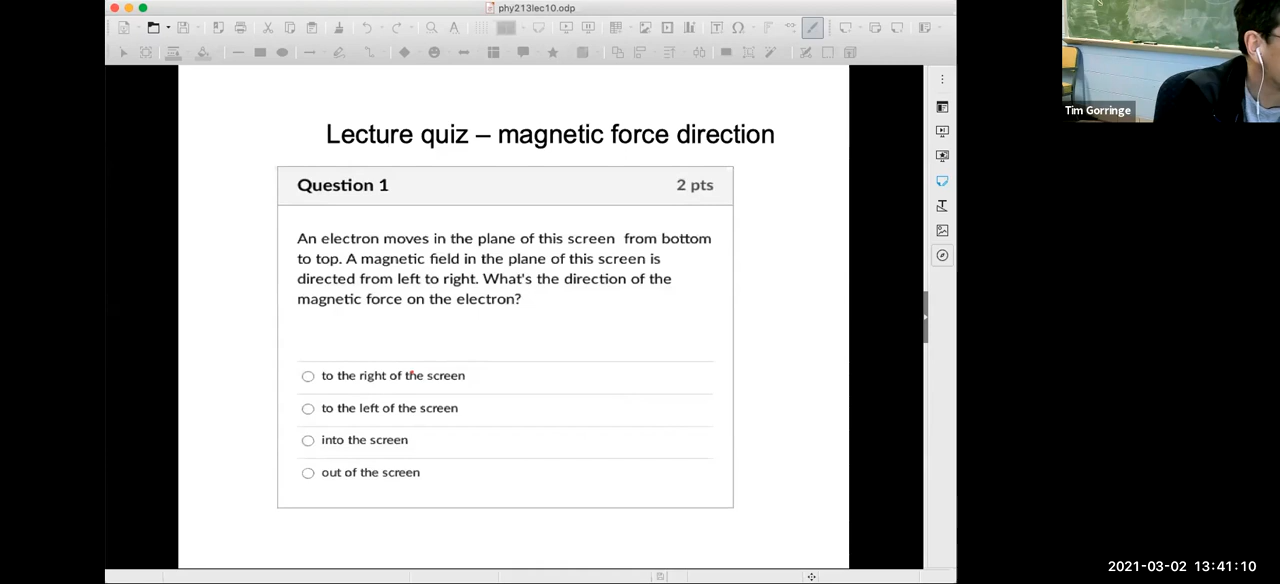 phy213lec10.odp
Lecture quiz – magnetic force direction
Question 1
2 pts
An electron moves in the plane of this screen from bottom
to top. A magnetic field in the plane of this screen is
directed from left to right. What's the direction of the
magnetic force on the electron?
to the right of the screen
to the left of the screen
into the screen
out of the screen
Tim Gorringe
2021-03-02 13:41:10